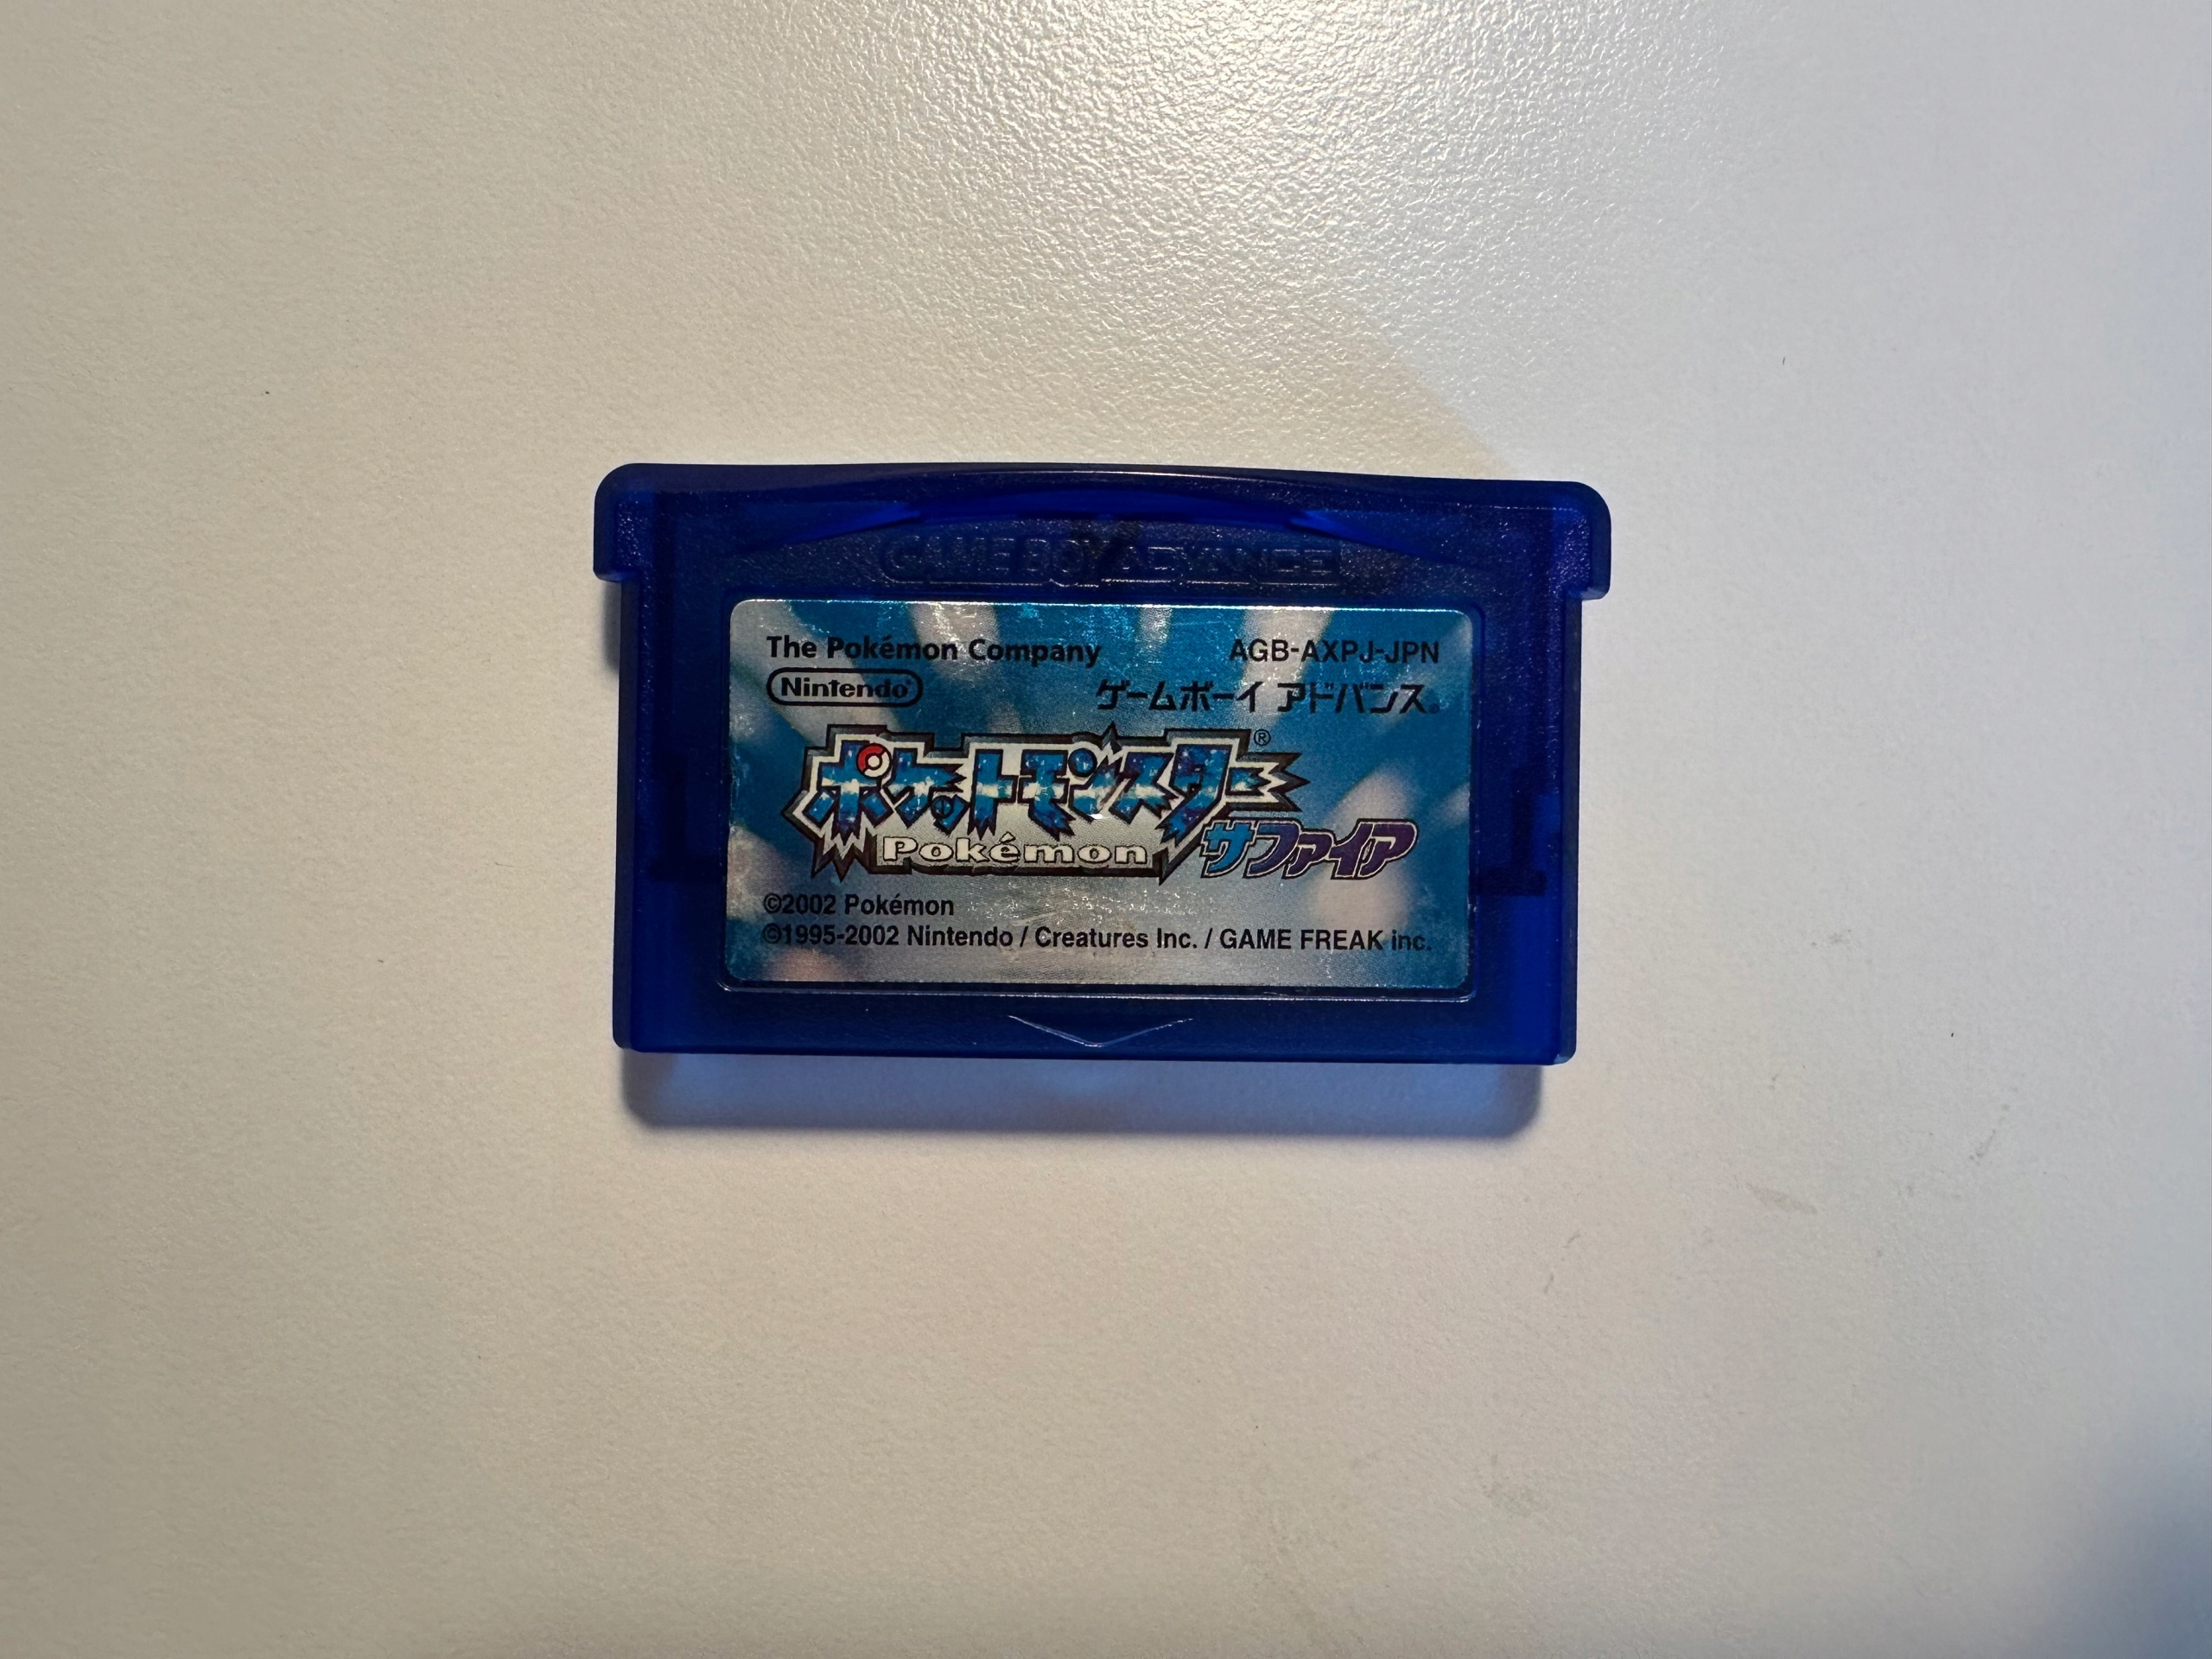 GAME BOY ADVANCE
The Pokémon Company AGB-AXPJ-JPN
Nintendo® ゲームボーイ アドバンス®
ポケットモンスター®
Pokémon サファイア
©2002 Pokémon
©1995-2002 Nintendo / Creatures Inc. / GAME FREAK inc.